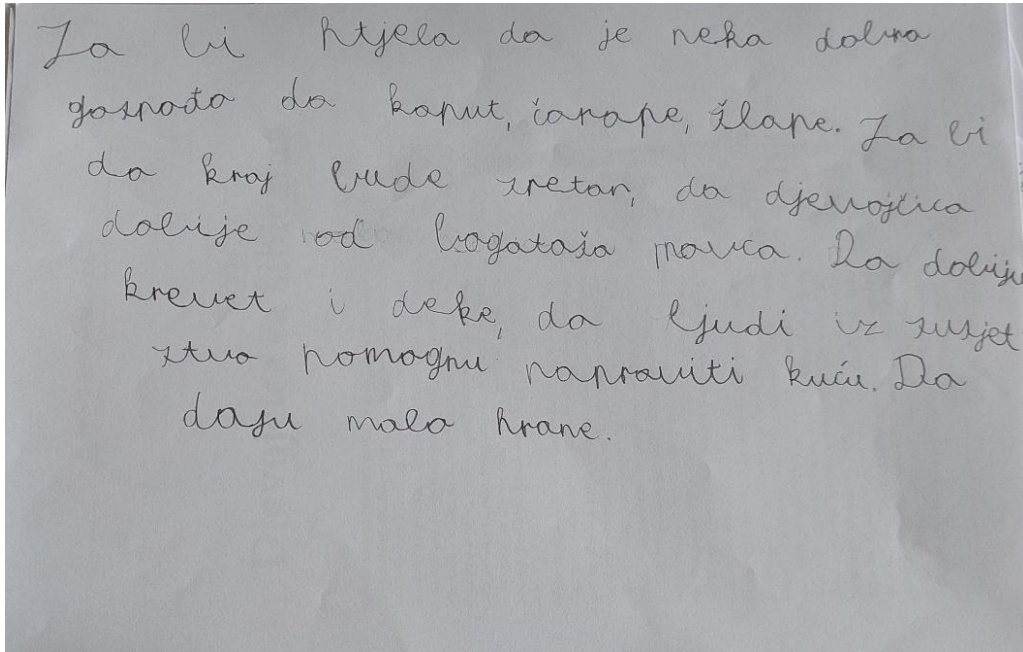 Ja bi htjela da je neka dobra
gospođa da kaput, čarape, šlape. Ja bi
da kraj bude sretan, da djevojčica
dobije od bogataša novca. Da dobije
krevet i deke, da ljudi iz susjet
stva pomognu napraviti kuću. Da
daju malo hrane.